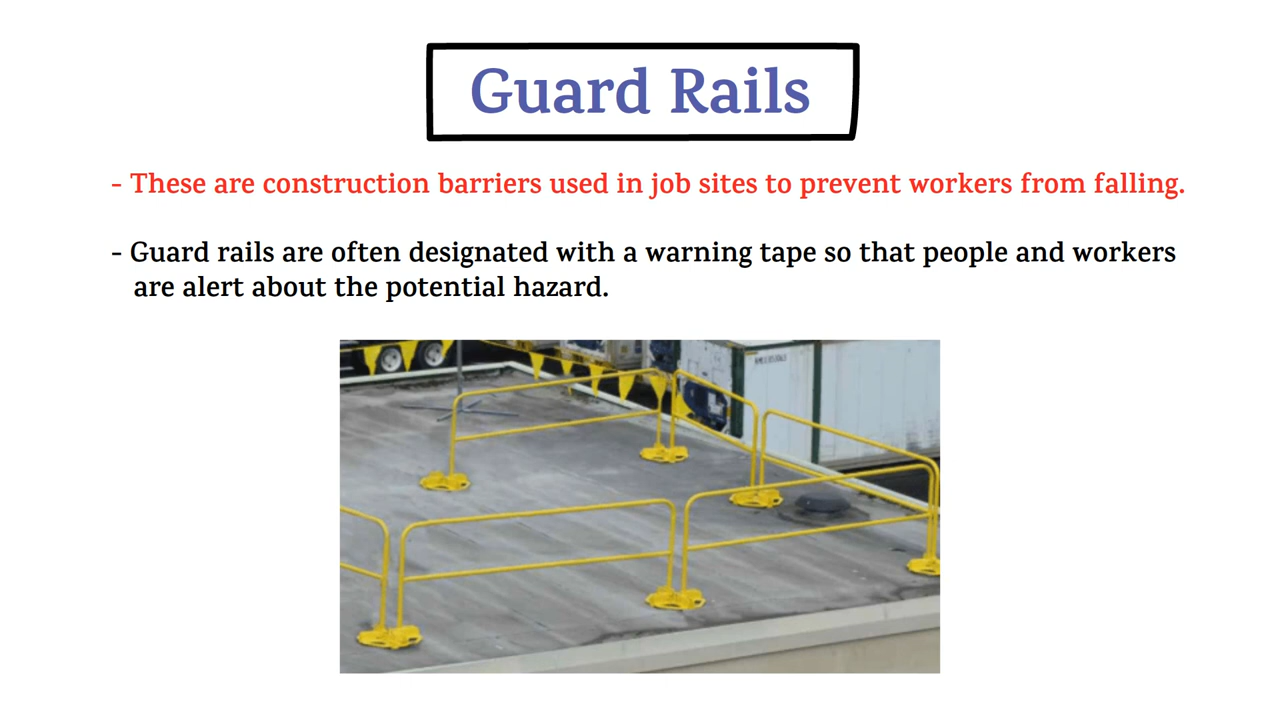 Guard Rails
- These are construction barriers used in job sites to prevent workers from falling.
- Guard rails are often designated with a warning tape so that people and workers
are alert about the potential hazard.